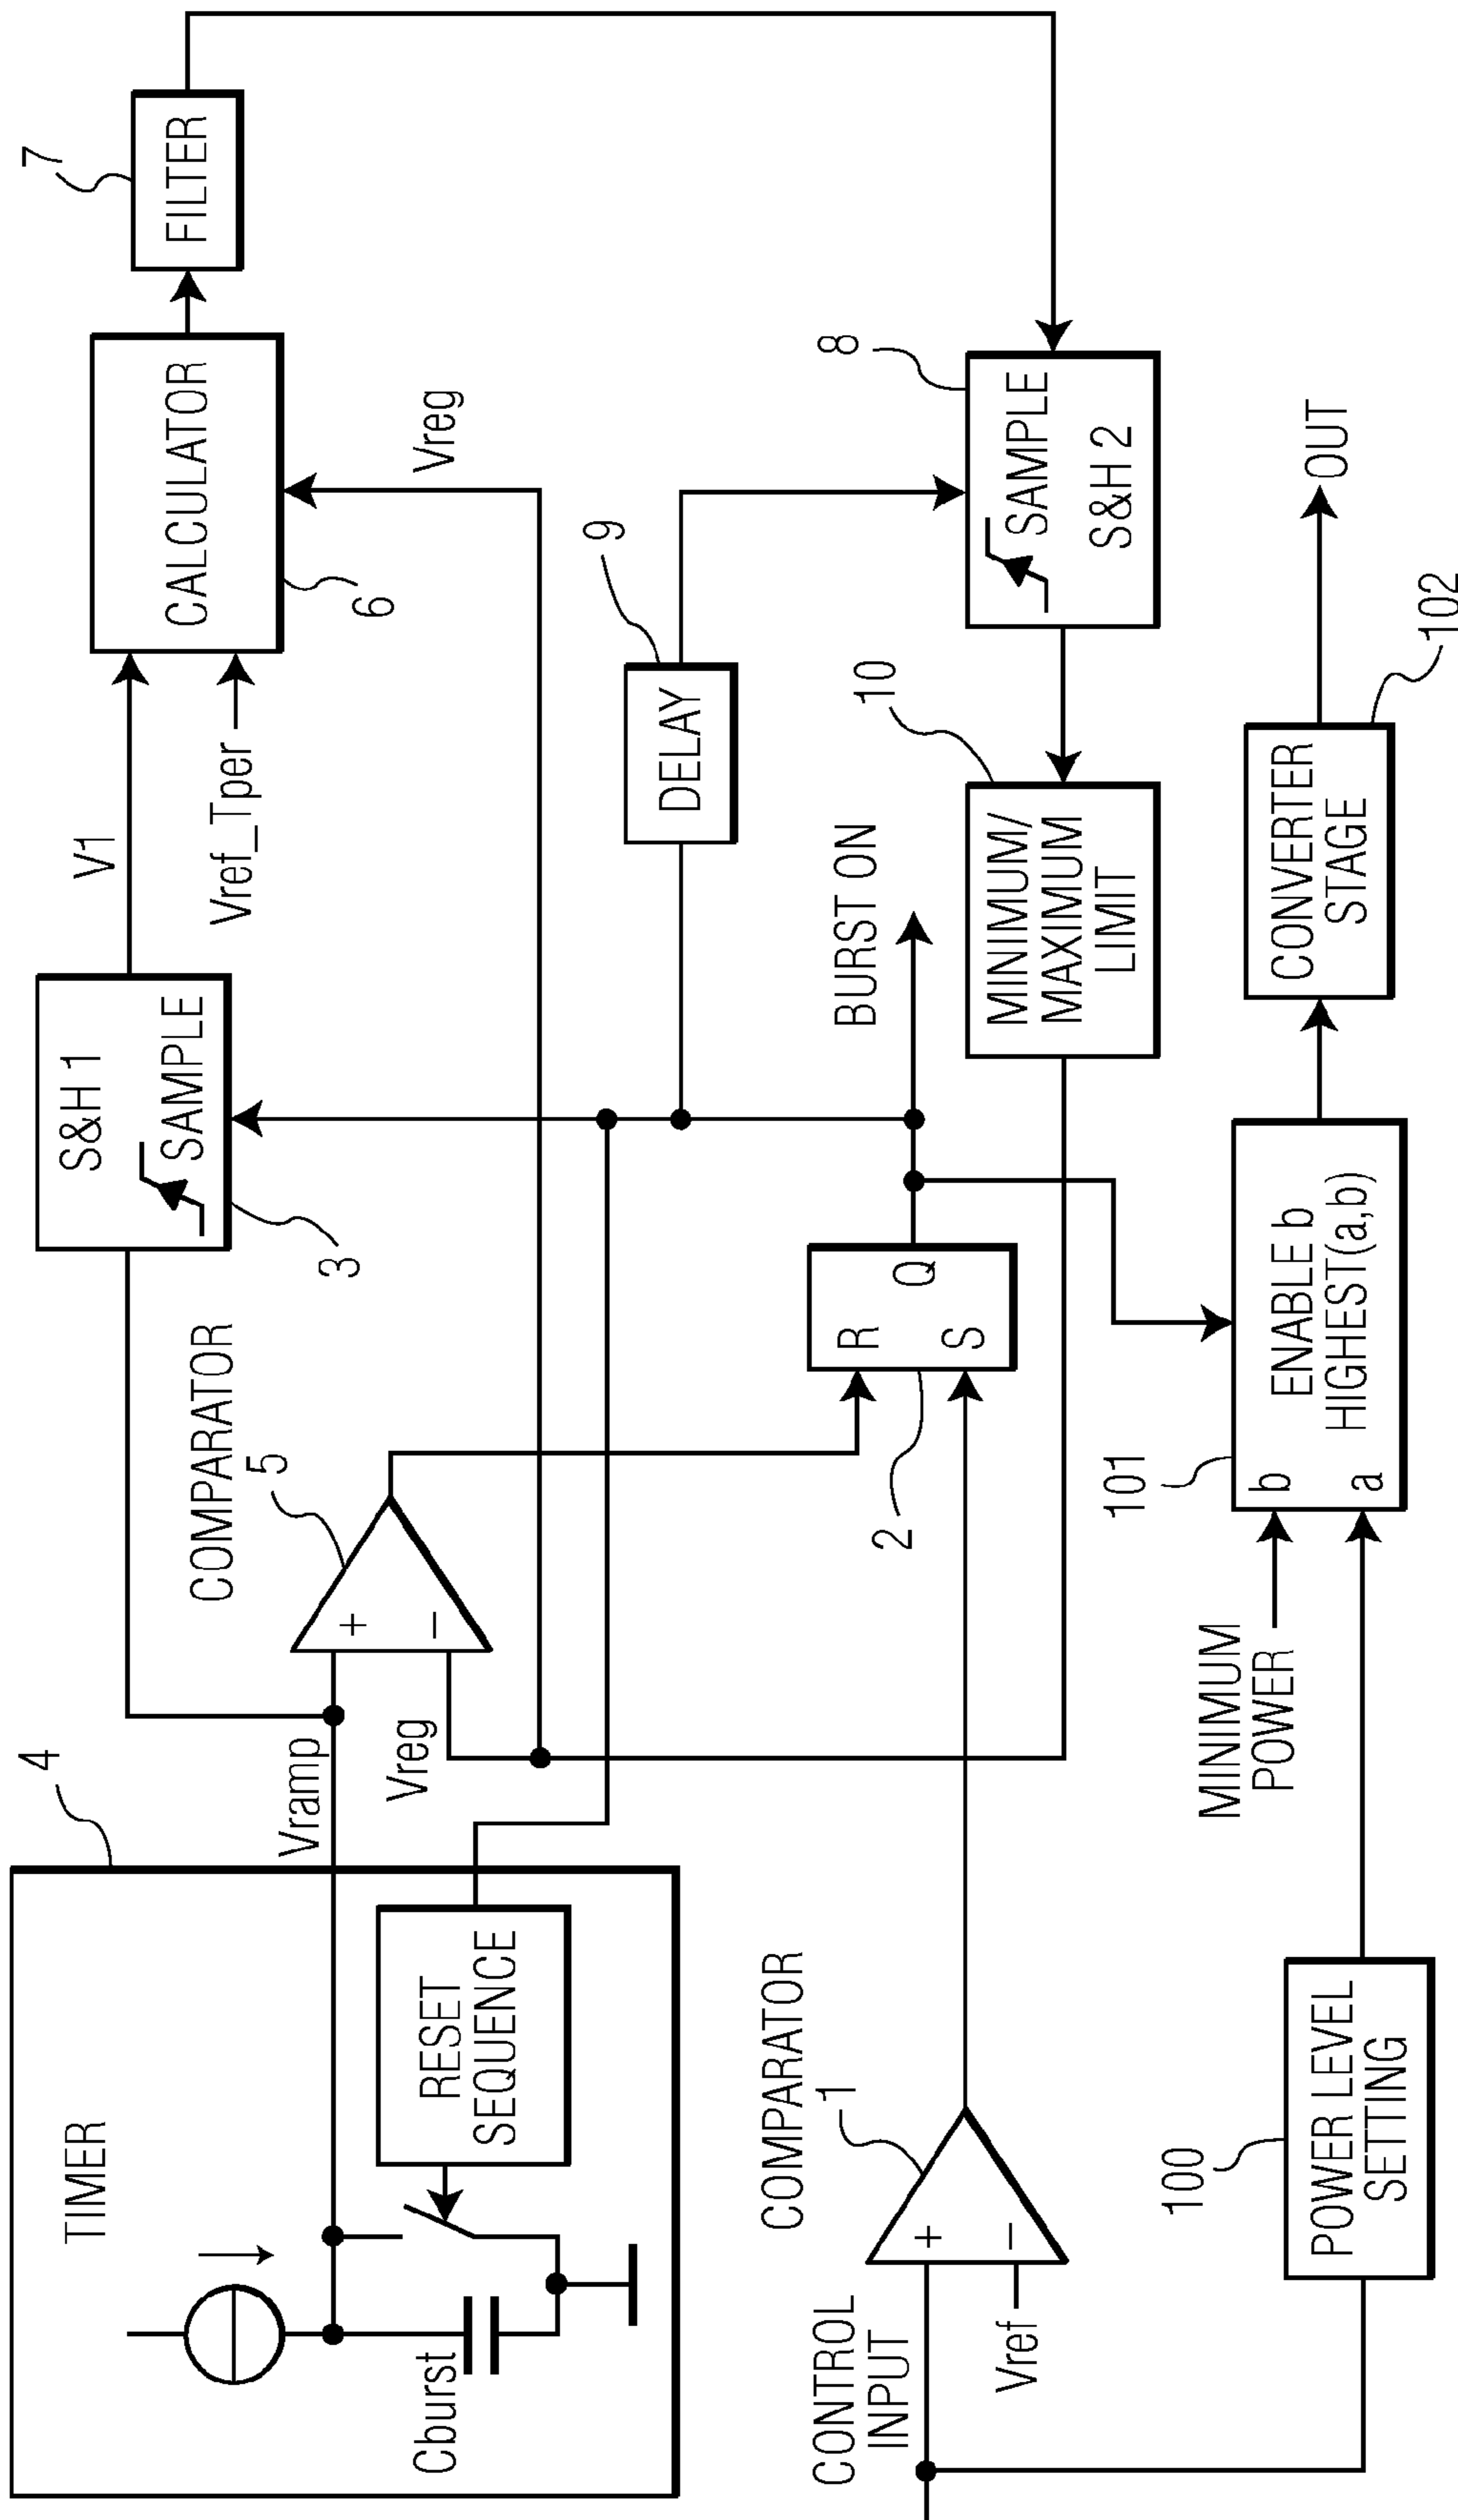 4
TIMER
Cburst
RESET
SEQUENCE
Vramp
Vreg
COMPARATOR
5
+
−
S&H 1
SAMPLE
3
V1
Vref_Tper
CALCULATOR
6
Vreg
FILTER
7
DELAY
9
BURST ON
R
Q
S
2
COMPARATOR
1
+
−
CONTROL
INPUT
Vref
10
MINIMUM/
MAXIMUM
LIMIT
8
SAMPLE
S&H 2
100
POWER LEVEL
SETTING
MINIMUM
POWER
101
b
a
ENABLE b
HIGHEST(a,b)
CONVERTER
STAGE
102
OUT